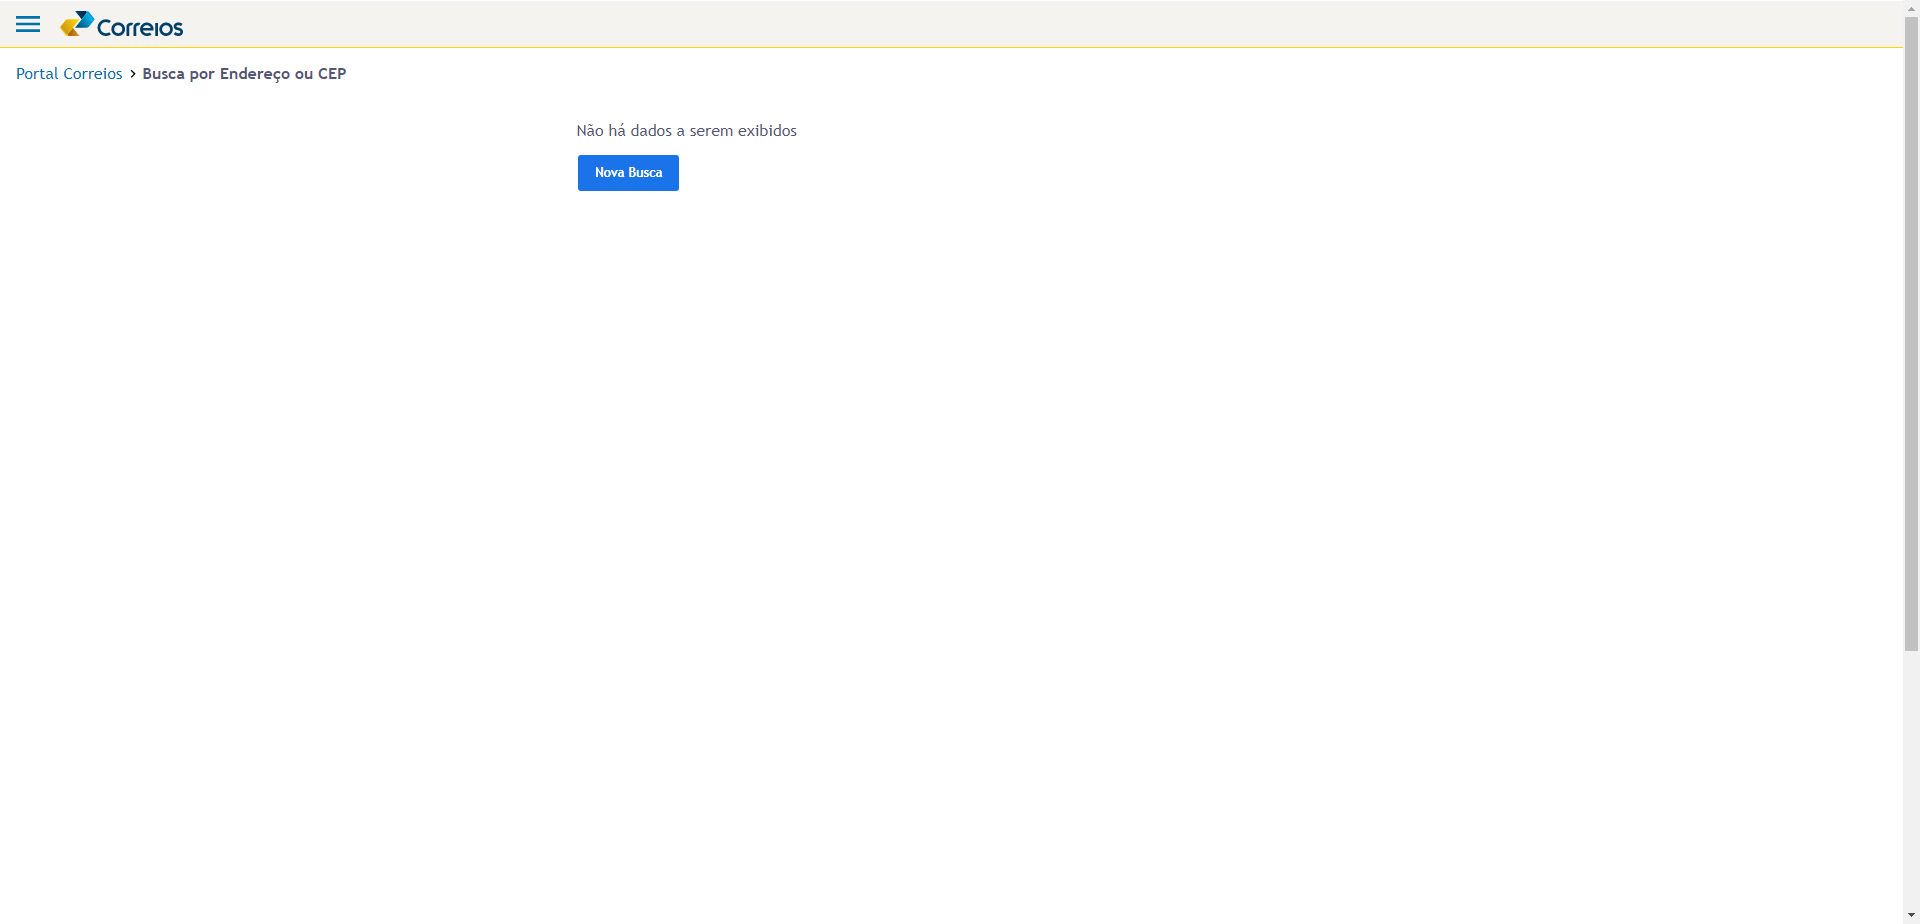 Correios
Portal Correios > Busca por Endereço ou CEP
Não há dados a serem exibidos
Nova Busca